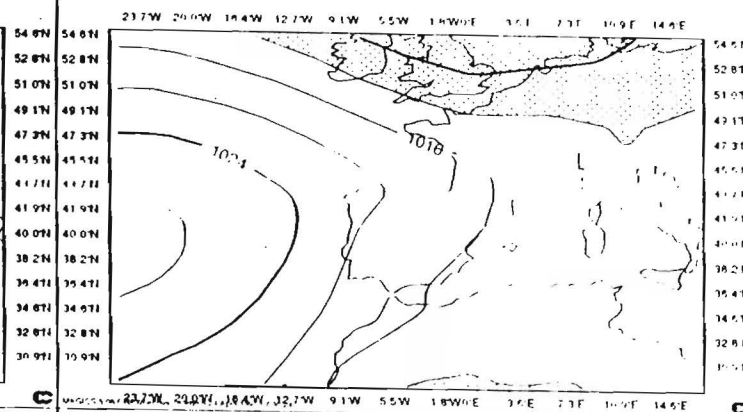 23.7W 20.0W 16.4W 12.7W 9.1W 5.5W 1.8W0E 3.6E 7.3E 10.9E 14.6E
54.6N 54.6N
52.8N 52.8N
51.0N 51.0N
49.1N 49.1N
47.3N 47.3N
45.5N 45.5N
43.7N 43.7N
41.9N 41.9N
40.0N 40.0N
38.2N 38.2N
36.4N 36.4N
34.6N 34.6N
32.8N 32.8N
30.9N 30.9N
1024
1016
C
23.7W 20.0W 16.4W 12.7W 9.1W 5.5W 1.8W0E 3.6E 7.3E 10.9E 14.6E